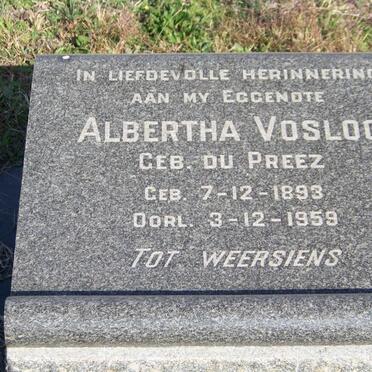 IN LIEFDEVOLLE HERINNERING
AAN MY EGGENOTE
ALBERTHA VOSLOO
GEB. DU PREEZ
GEB. 7-12-1893
OORL. 3-12-1959
TOT WEERSIENS